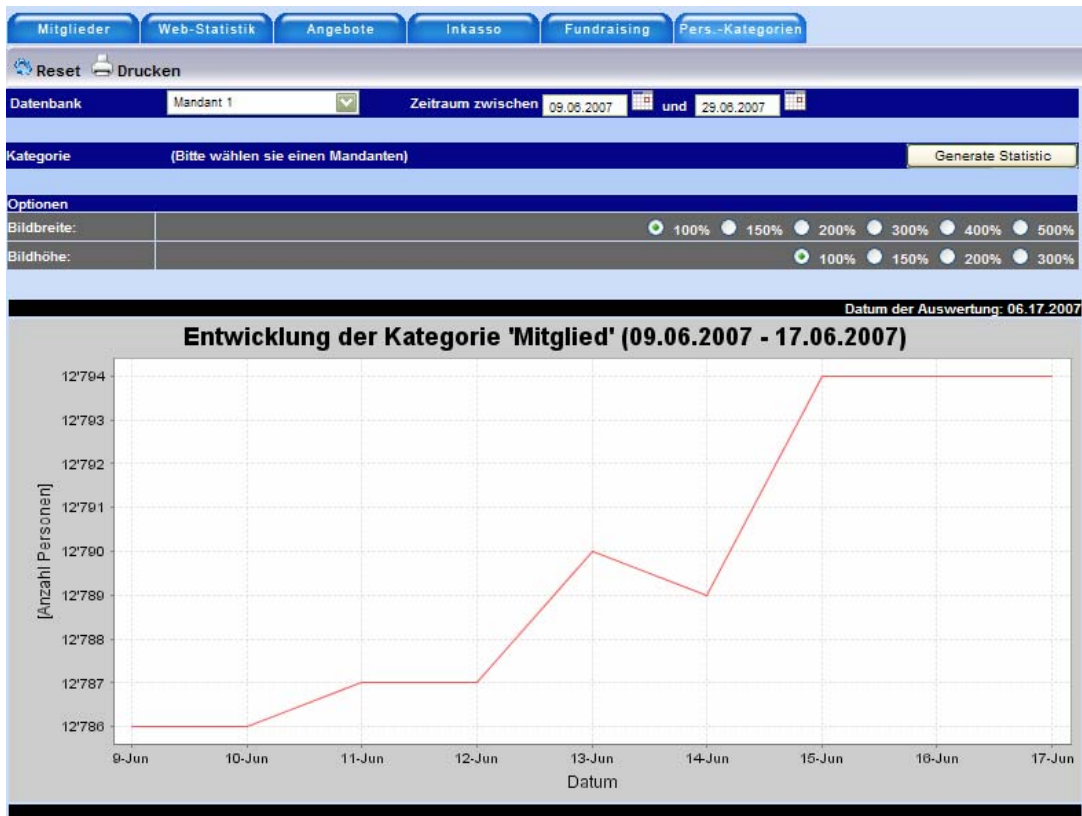 Mitglieder Web-Statistik Angebote Inkasso Fundraising Pers.-Kategorien
Reset Drucken
Datenbank Mandant 1 Zeitraum zwischen 09.06.2007 und 29.06.2007
Kategorie (Bitte wählen sie einen Mandanten) Generate Statistic
Optionen
Bildbreite: 100% 150% 200% 300% 400% 500%
Bildhöhe: 100% 150% 200% 300%
Datum der Auswertung: 06.17.2007
Entwicklung der Kategorie 'Mitglied' (09.06.2007 - 17.06.2007)
12'794
12'793
12'792
12'791
12'790
12'789
12'788
12'787
12'786
[Anzahl Personen]
9-Jun 10-Jun 11-Jun 12-Jun 13-Jun 14-Jun 15-Jun 16-Jun 17-Jun
Datum